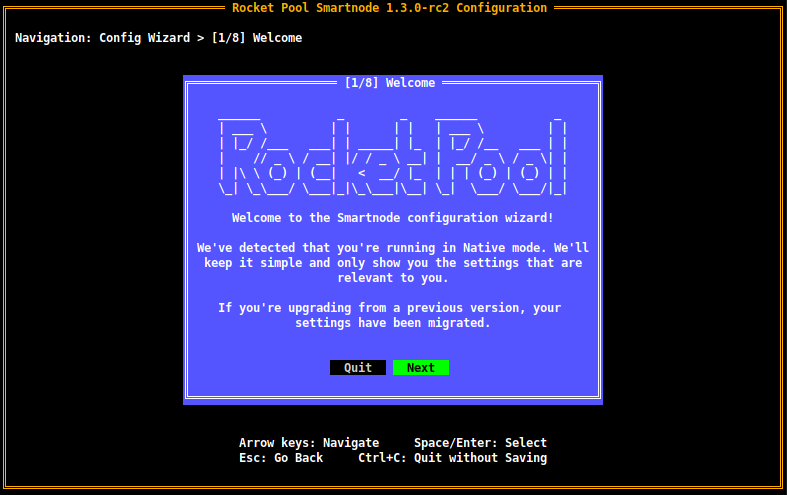 Rocket Pool Smartnode 1.3.0-rc2 Configuration
Navigation: Config Wizard > [1/8] Welcome
[1/8] Welcome
Rocket Pool
Welcome to the Smartnode configuration wizard!
We've detected that you're running in Native mode. We'll
keep it simple and only show you the settings that are
relevant to you.
If you're upgrading from a previous version, your
settings have been migrated.
Quit Next
Arrow keys: Navigate Space/Enter: Select
Esc: Go Back Ctrl+C: Quit without Saving